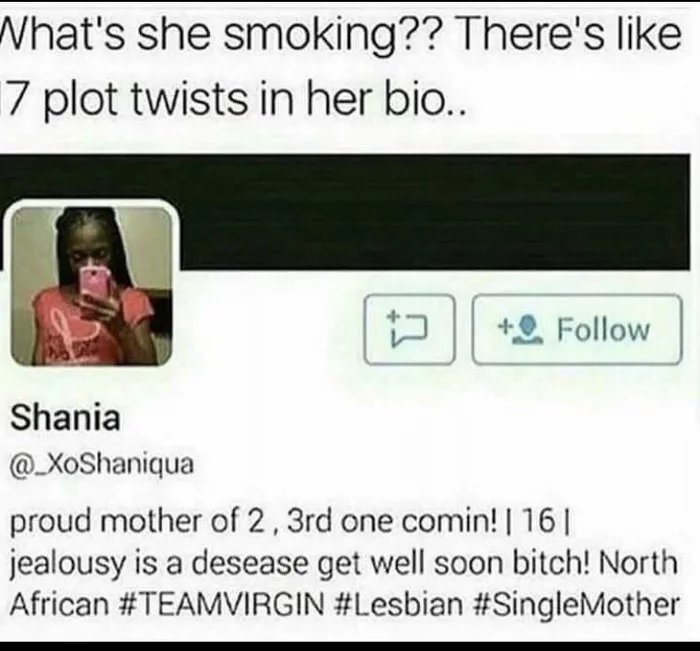 What's she smoking?? There's like
17 plot twists in her bio..
Follow
Shania
@_XoShaniqua
proud mother of 2 , 3rd one comin! | 16 |
jealousy is a desease get well soon bitch! North
African #TEAMVIRGIN #Lesbian #SingleMother